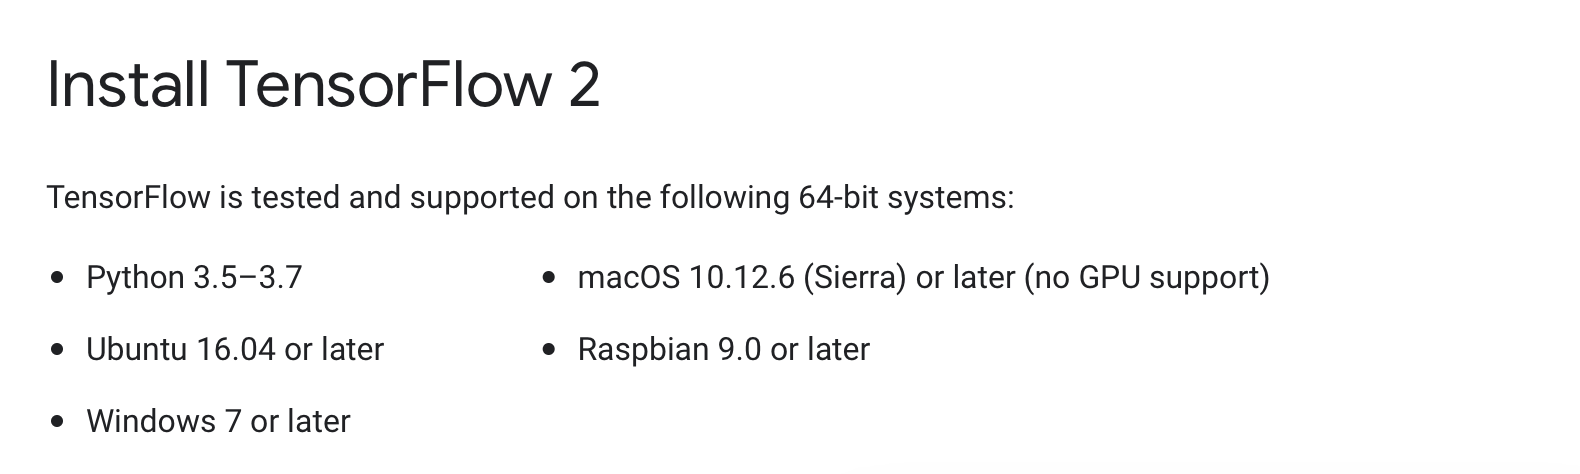 Install TensorFlow 2
TensorFlow is tested and supported on the following 64-bit systems:
• Python 3.5–3.7
• Ubuntu 16.04 or later
• Windows 7 or later
• macOS 10.12.6 (Sierra) or later (no GPU support)
• Raspbian 9.0 or later